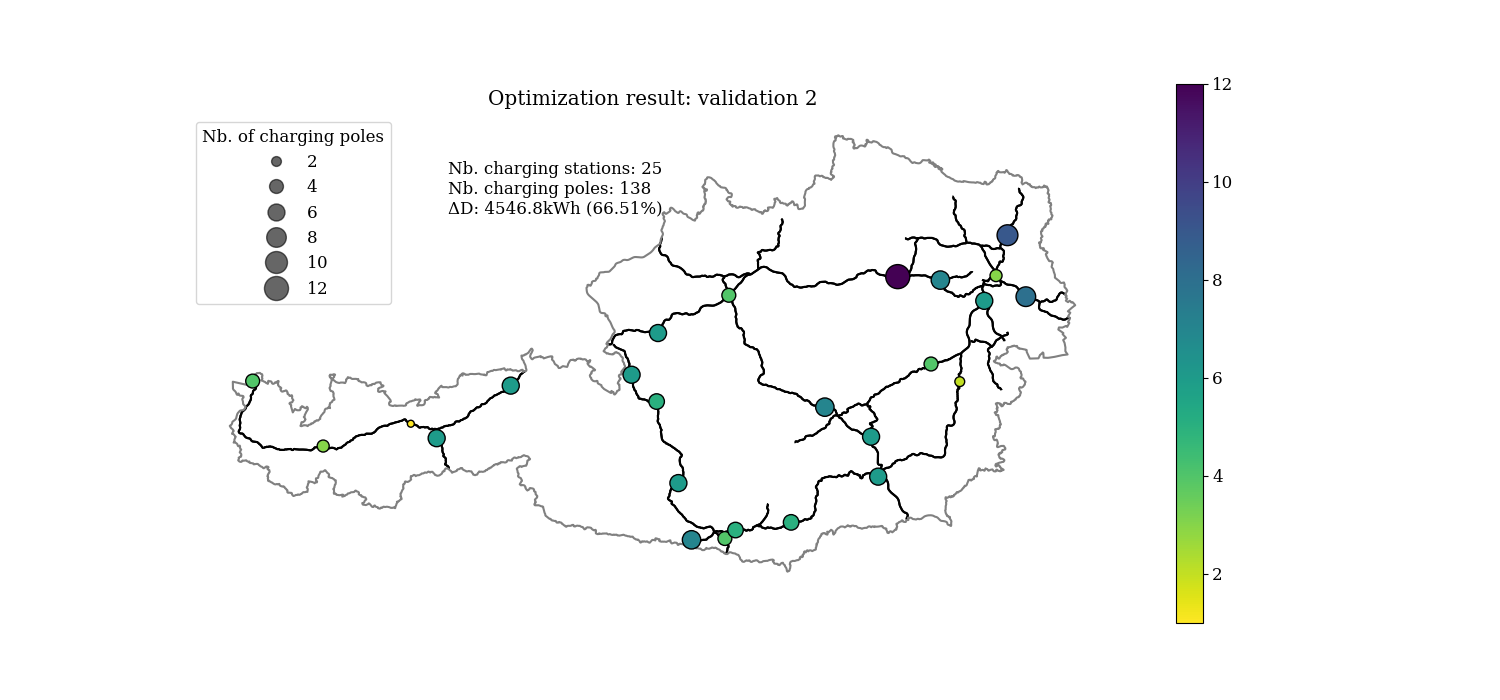 Optimization result: validation 2
Nb. of charging poles
2
4
6
8
10
12
Nb. charging stations: 25
Nb. charging poles: 138
ΔD: 4546.8kWh (66.51%)
12
10
8
6
4
2